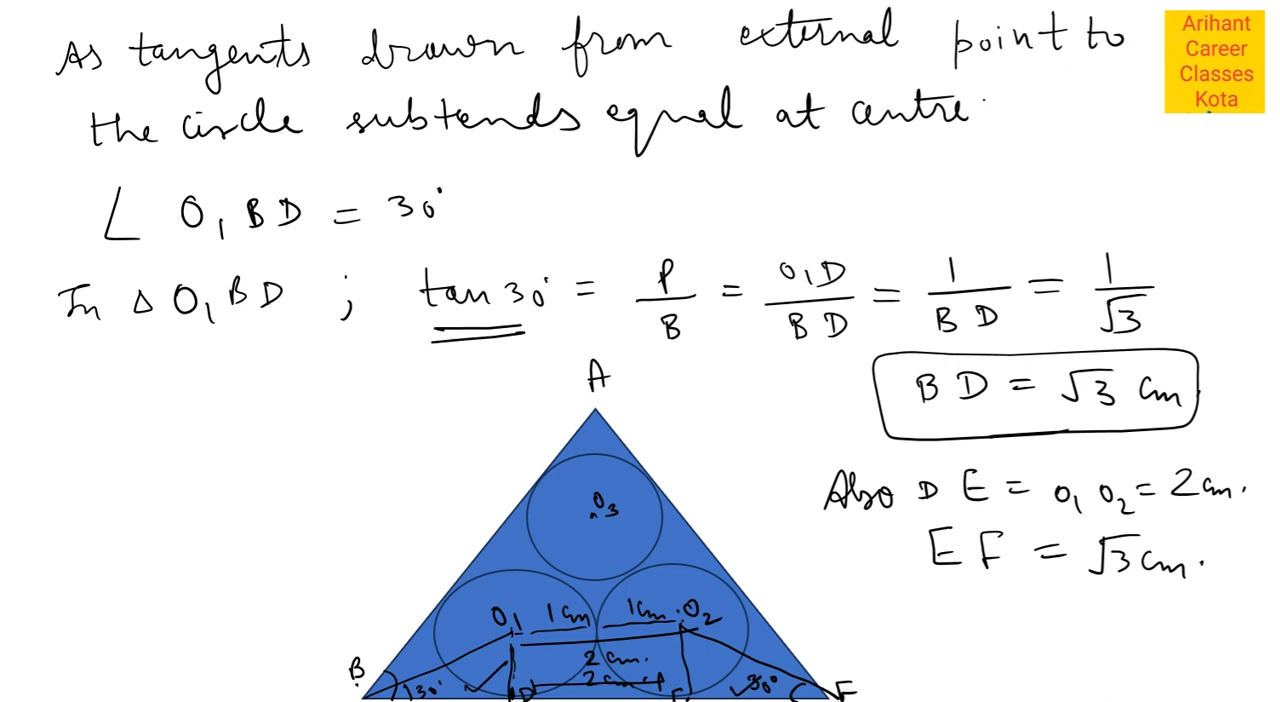 As tangents drawn from external point to
the circle subtends equal at centre.
Arihant
Career
Classes
Kota
∠ O₁BD = 30°
In Δ O₁BD ; tan 30° = P/B = O₁D/BD = 1/BD = 1/√3
BD = √3 cm
A
Also DE = O₁O₂ = 2cm.
EF = √3 cm.
O₃
O₁ 1cm 1cm O₂
2 cm.
B 30° D 2cm 30° F